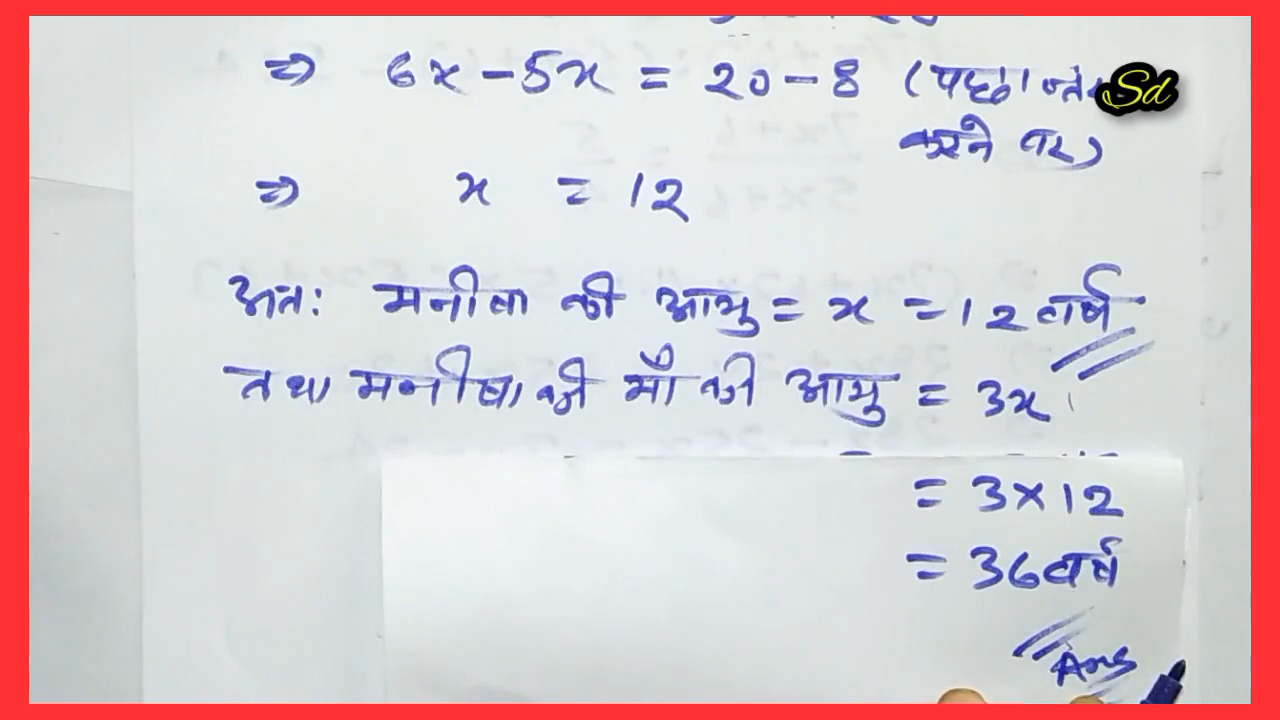 ⇒ 6x - 5x = 20 - 8 (पक्षान्तर
Sd
करने पर)
⇒ x = 12
अतः मनीषा की आयु = x = 12 वर्ष
तथा मनीषा की माँ की आयु = 3x
= 3 × 12
= 36 वर्ष
Ans